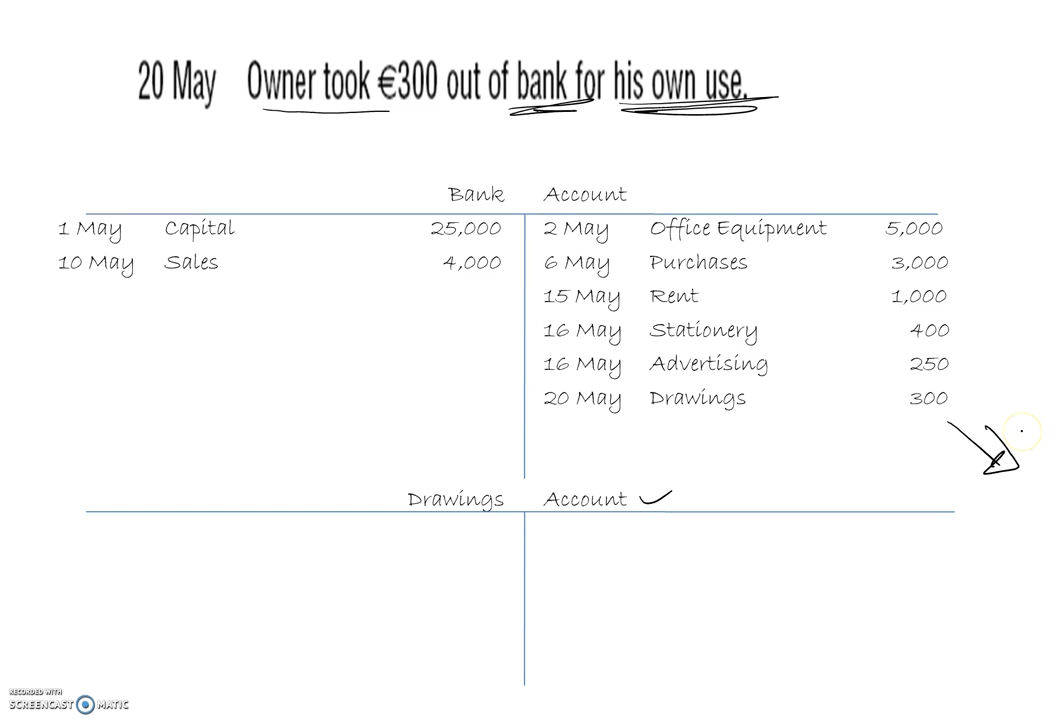 20 May Owner took €300 out of bank for his own use.
Bank Account
1 May Capital 25,000 2 May Office Equipment 5,000
10 May Sales 4,000 6 May Purchases 3,000
15 May Rent 1,000
16 May Stationery 400
16 May Advertising 250
20 May Drawings 300
Drawings Account
RECORDED WITH
SCREENCAST MATIC